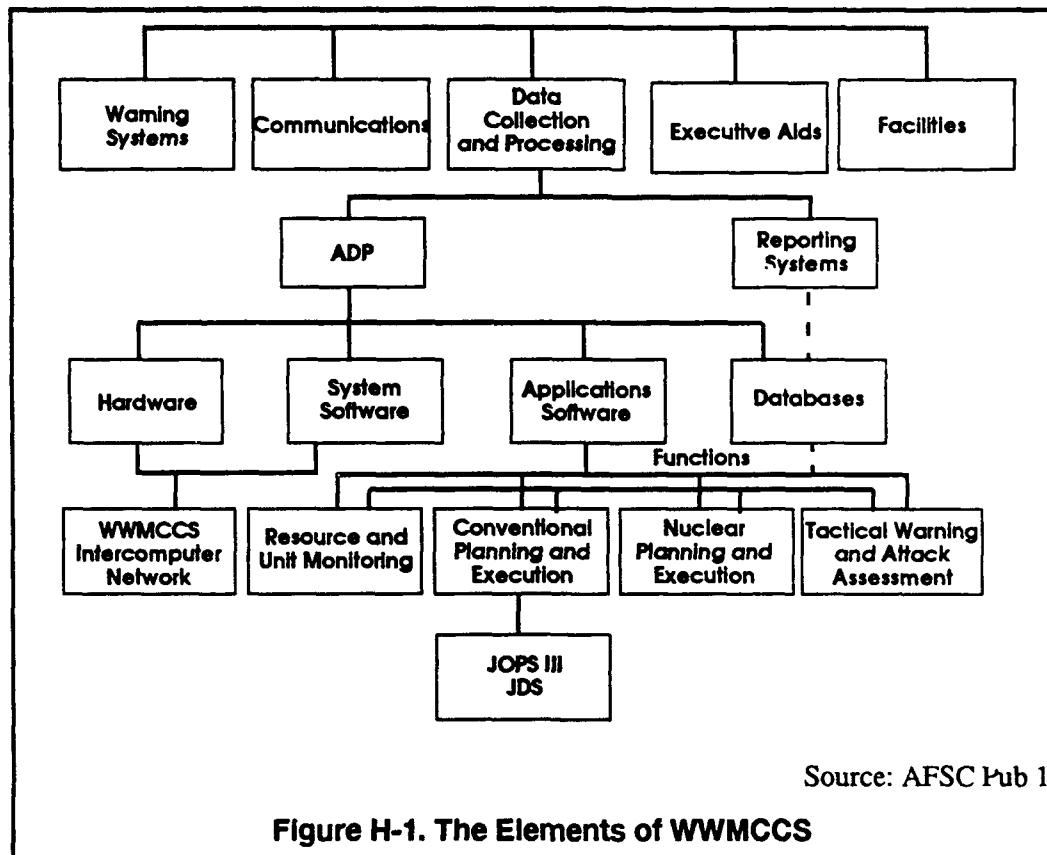 Warning
Systems
Communications
Data
Collection
and Processing
Executive Aids
Facilities
ADP
Reporting
Systems
Hardware
System
Software
Applications
Software
Databases
Functions
WWMCCS
Intercomputer
Network
Resource and
Unit Monitoring
Conventional
Planning and
Execution
Nuclear
Planning and
Execution
Tactical Warning
and Attack
Assessment
JOPS III
JDS
Source: AFSC Pub 1
Figure H-1. The Elements of WWMCCS